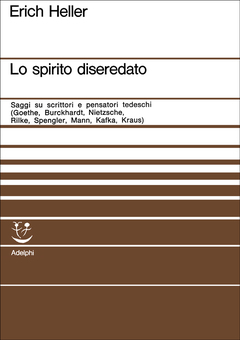 Erich Heller
Lo spirito diseredato
Saggi su scrittori e pensatori tedeschi
(Goethe, Burckhardt, Nietzsche,
Rilke, Spengler, Mann, Kafka, Kraus)
Adelphi